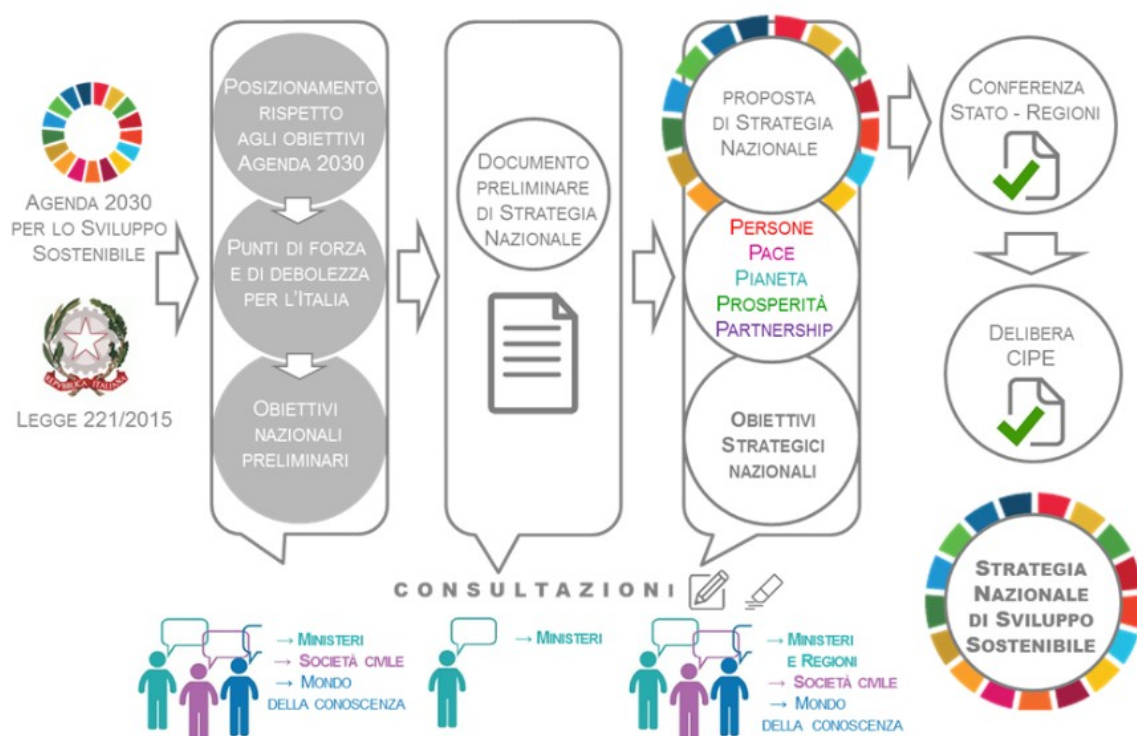 AGENDA 2030
PER LO SVILUPPO
SOSTENIBILE
REPVBBLICA ITALIANA
LEGGE 221/2015
POSIZIONAMENTO
RISPETTO
AGLI OBIETTIVI
AGENDA 2030
PUNTI DI FORZA
E DI DEBOLEZZA
PER L'ITALIA
OBIETTIVI
NAZIONALI
PRELIMINARI
DOCUMENTO
PRELIMINARE
DI STRATEGIA
NAZIONALE
PROPOSTA
DI STRATEGIA
NAZIONALE
PERSONE
PACE
PIANETA
PROSPERITÀ
PARTNERSHIP
OBIETTIVI
STRATEGICI
NAZIONALI
CONFERENZA
STATO - REGIONI
DELIBERA
CIPE
STRATEGIA
NAZIONALE
DI SVILUPPO
SOSTENIBILE
CONSULTAZIONI
→ MINISTERI
→ SOCIETÀ CIVILE
→ MONDO
DELLA CONOSCENZA
→ MINISTERI
→ MINISTERI
E REGIONI
→ SOCIETÀ CIVILE
→ MONDO
DELLA CONOSCENZA